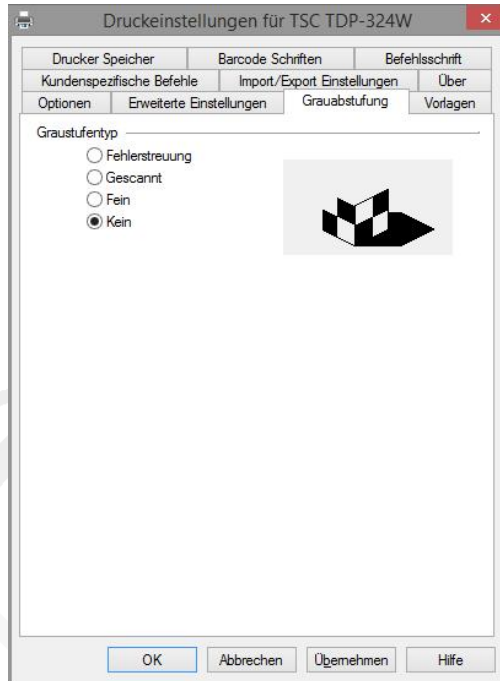 Druckeinstellungen für TSC TDP-324W
Drucker Speicher Barcode Schriften Befehlsschrift
Kundenspezifische Befehle Import/Export Einstellungen Über
Optionen Erweiterte Einstellungen Grauabstufung Vorlagen
Graustufentyp
Fehlerstreuung
Gescannt
Fein
Kein
OK Abbrechen Übernehmen Hilfe